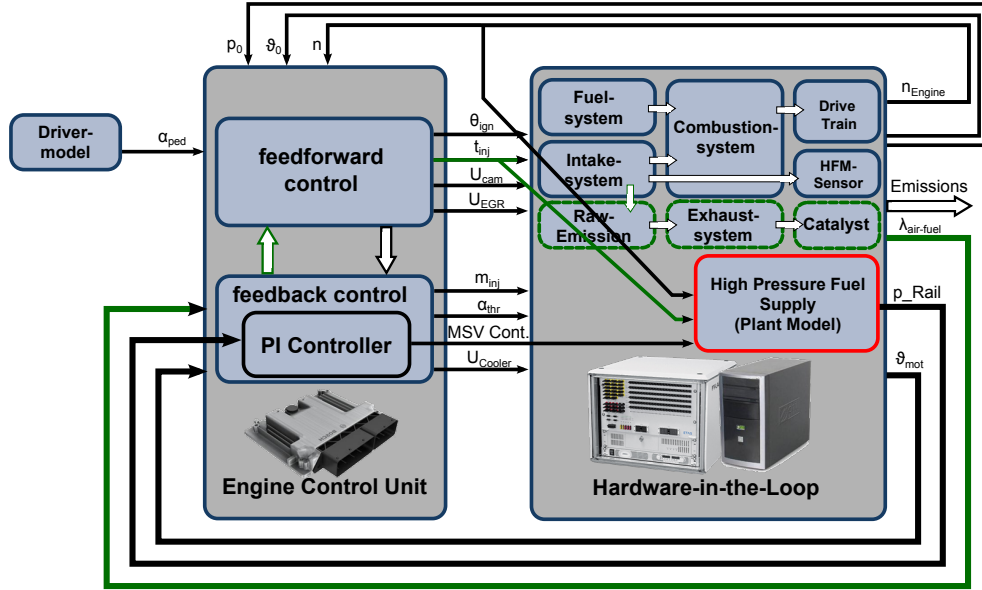 p0
ϑ0
n
nEngine
Driver-
model
αped
feedforward
control
θign
tinj
Ucam
UEGR
Fuel-
system
Intake-
system
Combustion-
system
Drive
Train
HFM-
Sensor
Raw-
Emission
Exhaust-
system
Catalyst
Emissions
λair-fuel
feedback control
PI Controller
minj
αthr
MSV Cont.
UCooler
High Pressure Fuel
Supply
(Plant Model)
p_Rail
ϑmot
Engine Control Unit
Hardware-in-the-Loop